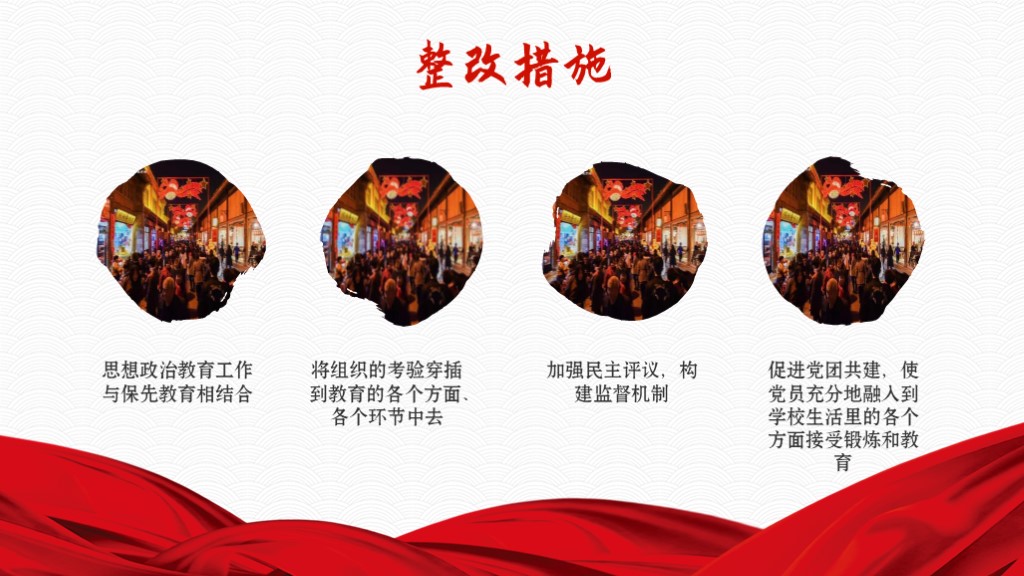 整改措施
思想政治教育工作
与保先教育相结合
将组织的考验穿插
到教育的各个方面、
各个环节中去
加强民主评议，构
建监督机制
促进党团共建，使
党员充分地融入到
学校生活里的各个
方面接受锻炼和教
育